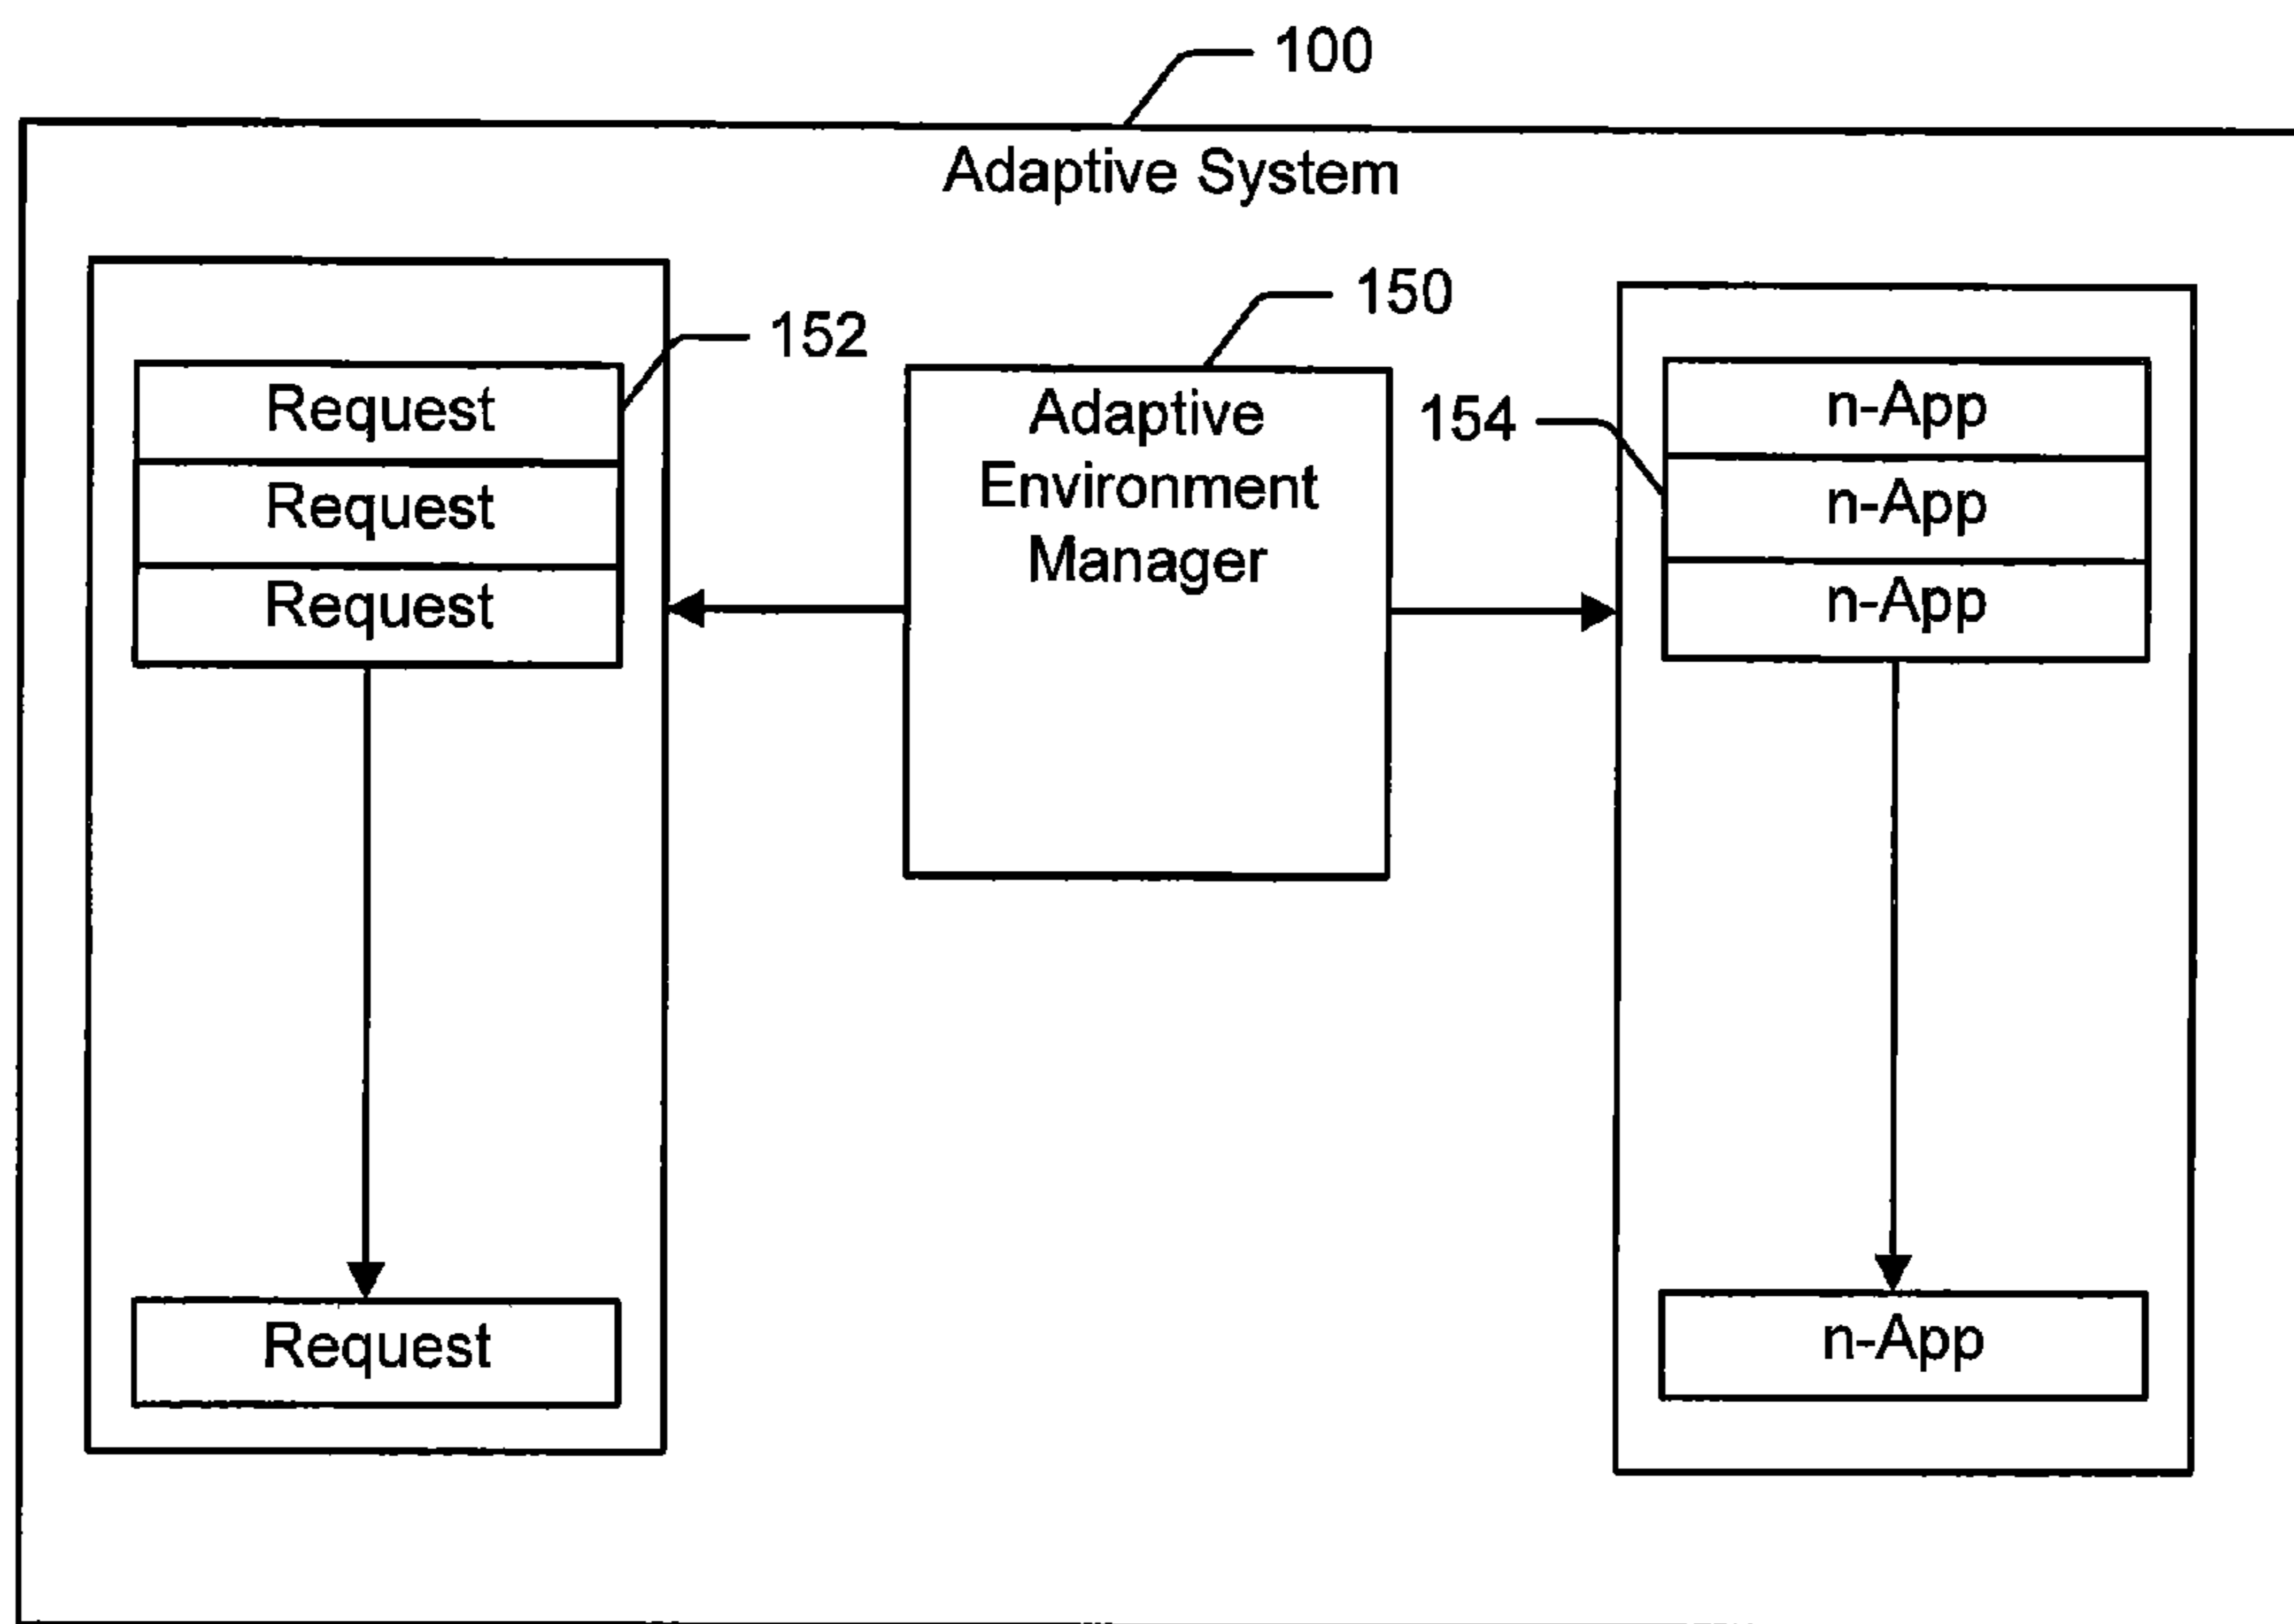 100
Adaptive System
152
Request
Request
Request
Request
150
Adaptive
Environment
Manager
154
n-App
n-App
n-App
n-App